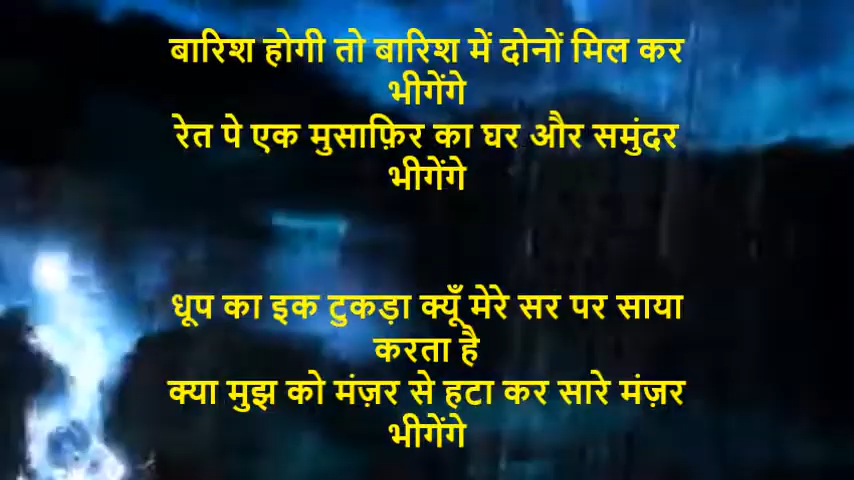 बारिश होगी तो बारिश में दोनों मिल कर
भीगेंगे
रेत पे एक मुसाफ़िर का घर और समुंदर
भीगेंगे
धूप का इक टुकड़ा क्यूँ मेरे सर पर साया
करता है
क्या मुझ को मंज़र से हटा कर सारे मंज़र
भीगेंगे